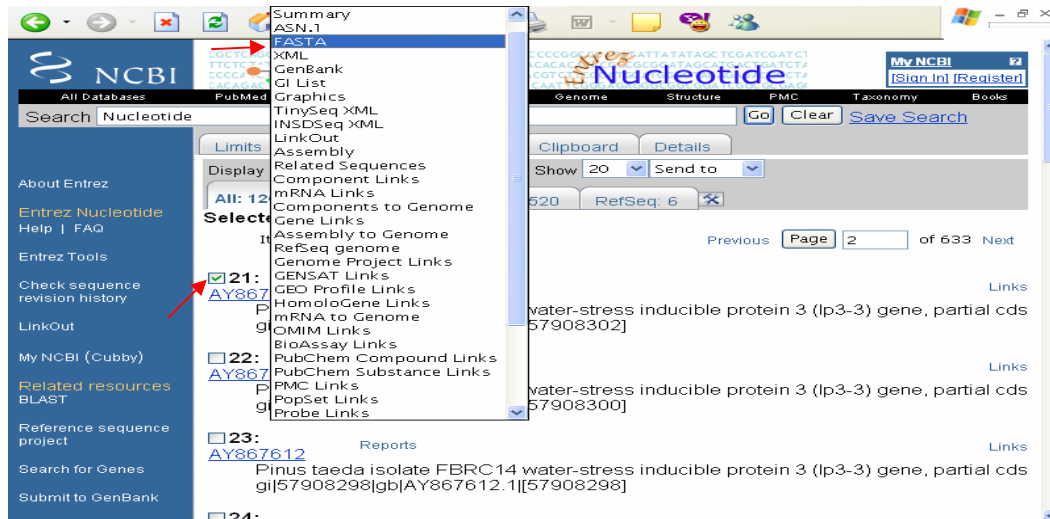 NCBI
Nucleotide
Entrez
My NCBI
[Sign In] [Register]
All Databases PubMed Genome Structure PMC Taxonomy Books
Search Nucleotide Go Clear Save Search
Limits Clipboard Details
Display Show 20 Send to
All: 12 520 RefSeq: 6
Selecte
It Previous Page 2 of 633 Next
Summary
ASN.1
FASTA
XML
GenBank
GI List
Graphics
TinySeq XML
INSDSeq XML
LinkOut
Assembly
Related Sequences
Component Links
mRNA Links
Components to Genome
Gene Links
Assembly to Genome
RefSeq genome
Genome Project Links
GENSAT Links
GEO Profile Links
HomoloGene Links
mRNA to Genome
OMIM Links
BioAssay Links
PubChem Compound Links
PubChem Substance Links
PMC Links
PopSet Links
Probe Links
About Entrez
Entrez Nucleotide
Help | FAQ
Entrez Tools
Check sequence
revision history
LinkOut
My NCBI (Cubby)
Related resources
BLAST
Reference sequence
project
Search for Genes
Submit to GenBank
21:
AY867 Links
P water-stress inducible protein 3 (lp3-3) gene, partial cds
gi 57908302]
22:
AY867 Links
P water-stress inducible protein 3 (lp3-3) gene, partial cds
gi 57908300]
23:
AY867612 Reports Links
Pinus taeda isolate FBRC14 water-stress inducible protein 3 (lp3-3) gene, partial cds
gi|57908298|gb|AY867612.1|[57908298]
24: